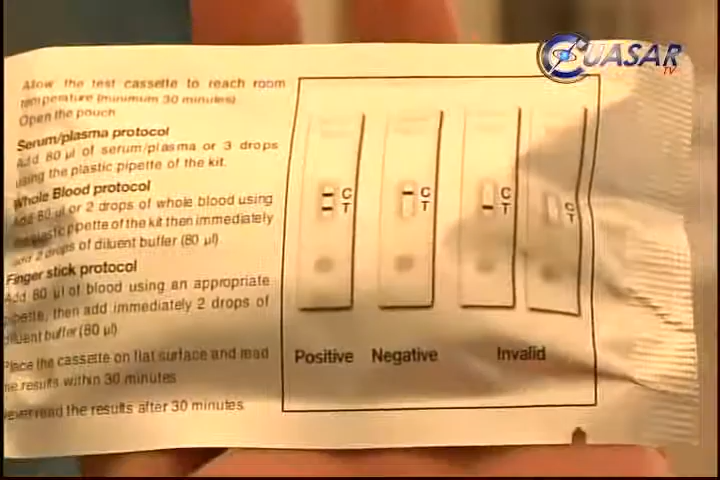 CUASAR
TV
Allow the test cassette to reach room
temperature (minimum 30 minutes)
Open the pouch
Serum/plasma protocol
Add 80 µl of serum/plasma or 3 drops
using the plastic pipette of the kit.
Whole Blood protocol
Add 80 µl or 2 drops of whole blood using
plastic pipette of the kit then immediately
add 2 drops of diluent buffer (80 µl)
Finger stick protocol
Add 80 µl of blood using an appropriate
pipette, then add immediately 2 drops of
diluent buffer (80 µl)
Place the cassette on flat surface and read
the results within 30 minutes
Never read the results after 30 minutes
C
T
C
T
C
T
C
T
Positive
Negative
Invalid